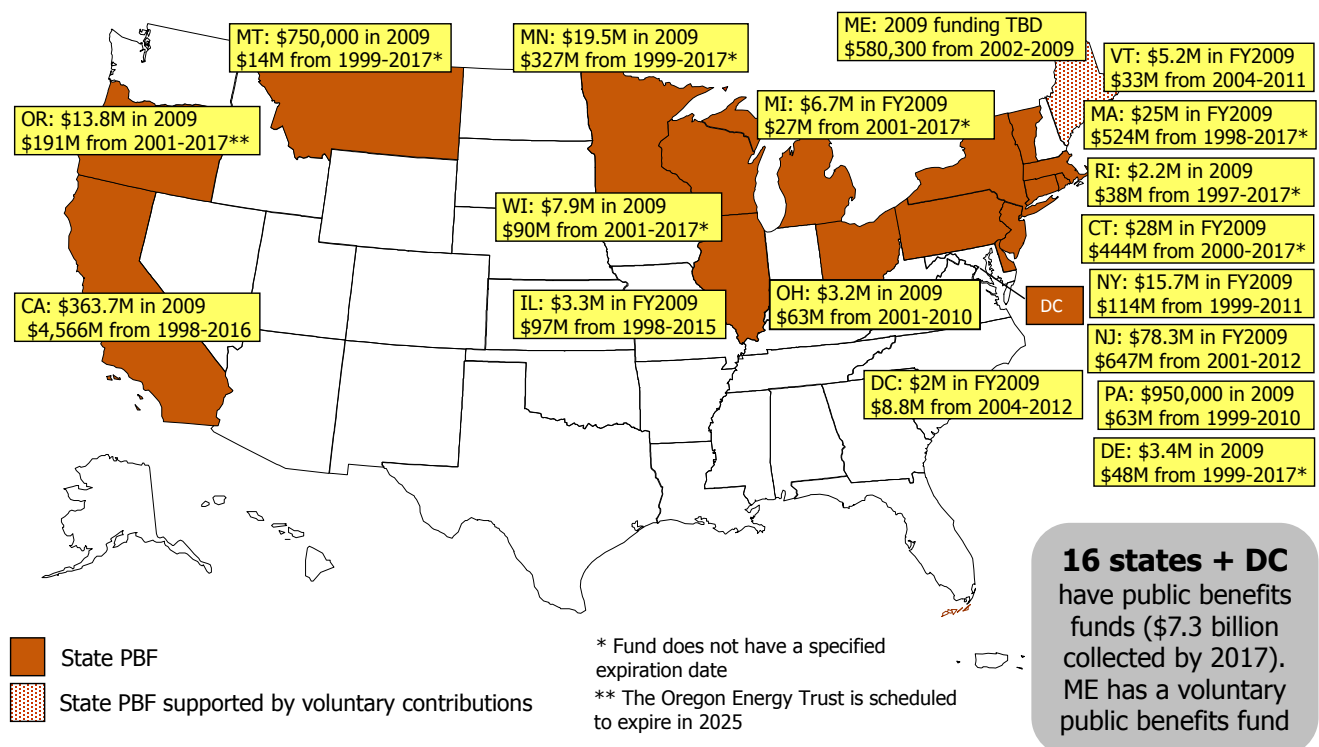 MT: $750,000 in 2009
$14M from 1999-2017*
MN: $19.5M in 2009
$327M from 1999-2017*
ME: 2009 funding TBD
$580,300 from 2002-2009
VT: $5.2M in FY2009
$33M from 2004-2011
OR: $13.8M in 2009
$191M from 2001-2017**
MI: $6.7M in FY2009
$27M from 2001-2017*
MA: $25M in FY2009
$524M from 1998-2017*
RI: $2.2M in 2009
$38M from 1997-2017*
WI: $7.9M in 2009
$90M from 2001-2017*
CT: $28M in FY2009
$444M from 2000-2017*
CA: $363.7M in 2009
$4,566M from 1998-2016
IL: $3.3M in FY2009
$97M from 1998-2015
OH: $3.2M in 2009
$63M from 2001-2010
DC
NY: $15.7M in FY2009
$114M from 1999-2011
NJ: $78.3M in FY2009
$647M from 2001-2012
DC: $2M in FY2009
$8.8M from 2004-2012
PA: $950,000 in 2009
$63M from 1999-2010
DE: $3.4M in 2009
$48M from 1999-2017*
16 states + DC
have public benefits
funds ($7.3 billion
collected by 2017).
ME has a voluntary
public benefits fund
State PBF
State PBF supported by voluntary contributions
* Fund does not have a specified
expiration date
** The Oregon Energy Trust is scheduled
to expire in 2025